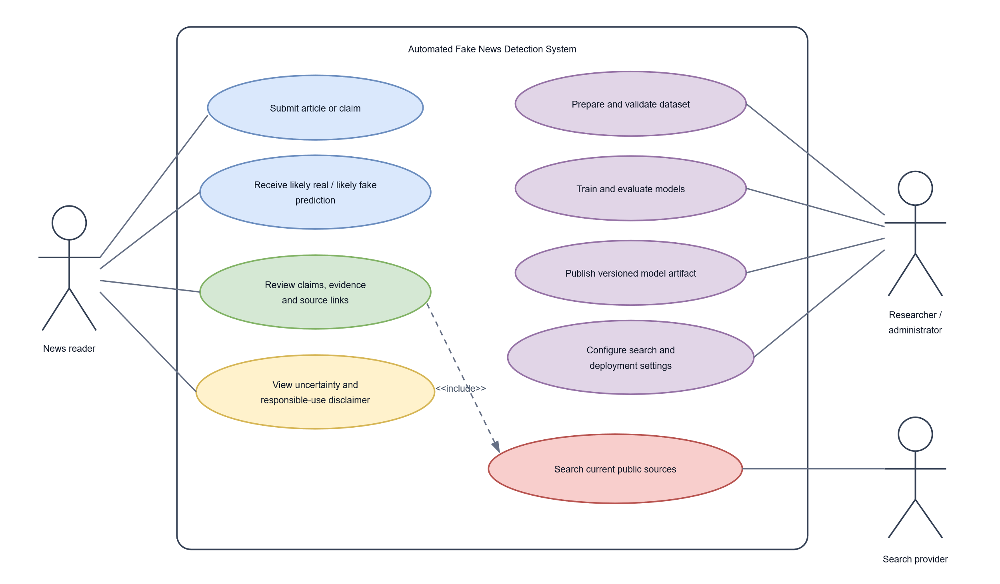 Automated Fake News Detection System
Submit article or claim
Receive likely real / likely fake
prediction
Review claims, evidence
and source links
View uncertainty and
responsible-use disclaimer
<<include>>
Prepare and validate dataset
Train and evaluate models
Publish versioned model artifact
Configure search and
deployment settings
Search current public sources
News reader
Researcher /
administrator
Search provider